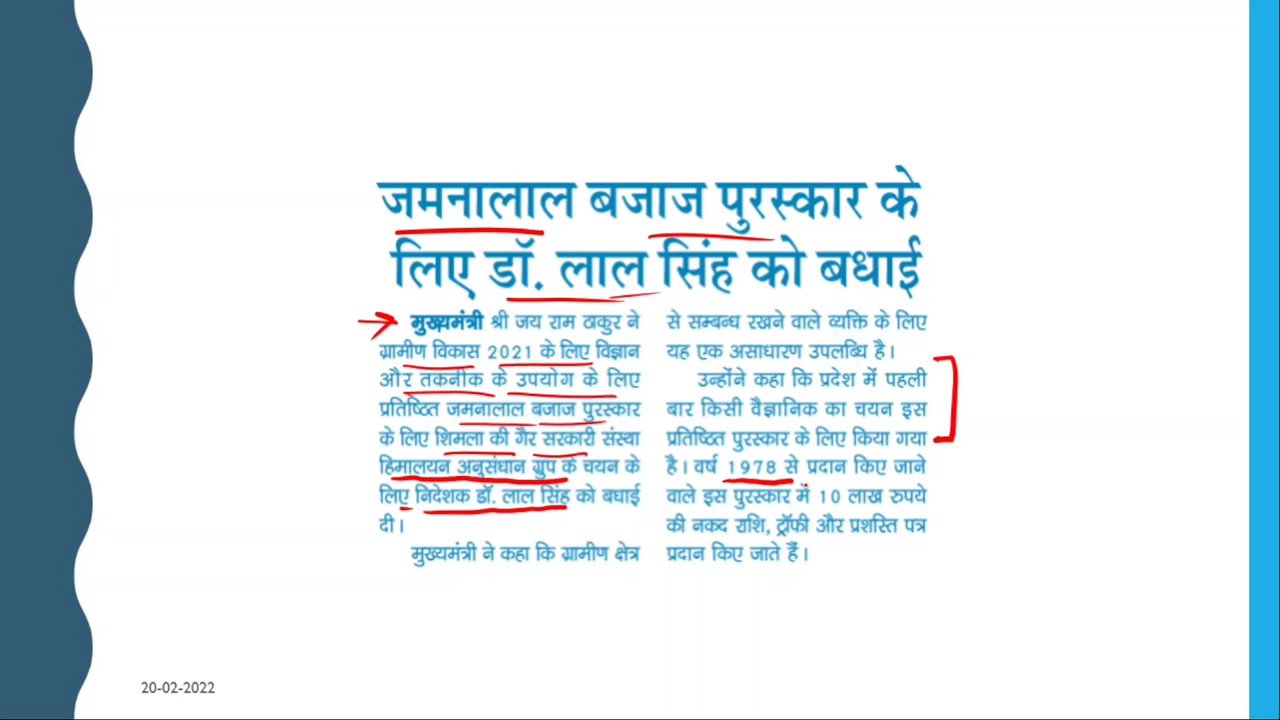 जमनालाल बजाज पुरस्कार के
लिए डॉ. लाल सिंह को बधाई
मुख्यमंत्री श्री जय राम ठाकुर ने
ग्रामीण विकास 2021 के लिए विज्ञान
और तकनीक के उपयोग के लिए
प्रतिष्ठित जमनालाल बजाज पुरस्कार
के लिए शिमला की गैर सरकारी संस्था
हिमालयन अनुसंधान ग्रुप के चयन के
लिए निदेशक डॉ. लाल सिंह को बधाई
दी।
मुख्यमंत्री ने कहा कि ग्रामीण क्षेत्र
से सम्बन्ध रखने वाले व्यक्ति के लिए
यह एक असाधारण उपलब्धि है।
उन्होंने कहा कि प्रदेश में पहली
बार किसी वैज्ञानिक का चयन इस
प्रतिष्ठित पुरस्कार के लिए किया गया
है। वर्ष 1978 से प्रदान किए जाने
वाले इस पुरस्कार में 10 लाख रुपये
की नकद राशि, ट्रॉफी और प्रशस्ति पत्र
प्रदान किए जाते हैं।
20-02-2022